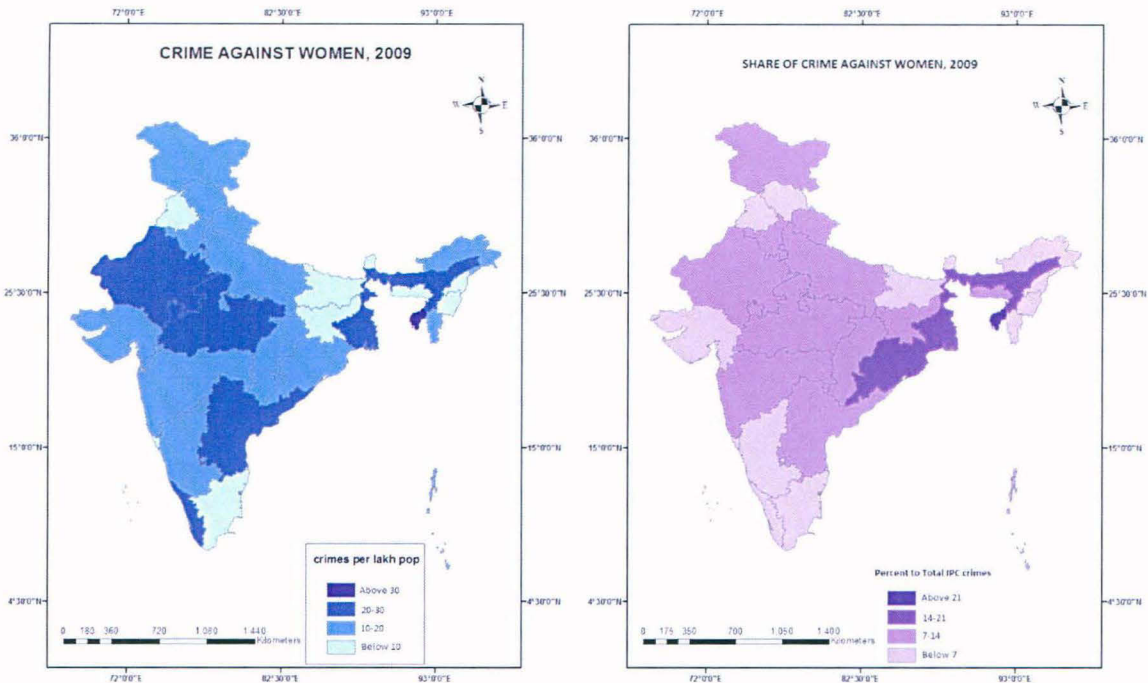 72°0'0"E 82°30'0"E 93°0'0"E
CRIME AGAINST WOMEN, 2009
N
W E
S
36°0'0"N 36°0'0"N
25°30'0"N 25°30'0"N
15°0'0"N 15°0'0"N
4°30'0"N 4°30'0"N
crimes per lakh pop
Above 30
20-30
10-20
Below 10
0 180 360 720 1,080 1,440
Kilometers
72°0'0"E 82°30'0"E 93°0'0"E
72°0'0"E 82°30'0"E 93°0'0"E
SHARE OF CRIME AGAINST WOMEN, 2009
N
W E
S
36°0'0"N 36°0'0"N
25°30'0"N 25°30'0"N
15°0'0"N 15°0'0"N
4°30'0"N 4°30'0"N
Percent to Total IPC crimes
Above 21
14-21
7-14
Below 7
0 175 350 700 1,050 1,400
Kilometers
72°0'0"E 82°30'0"E 93°0'0"E